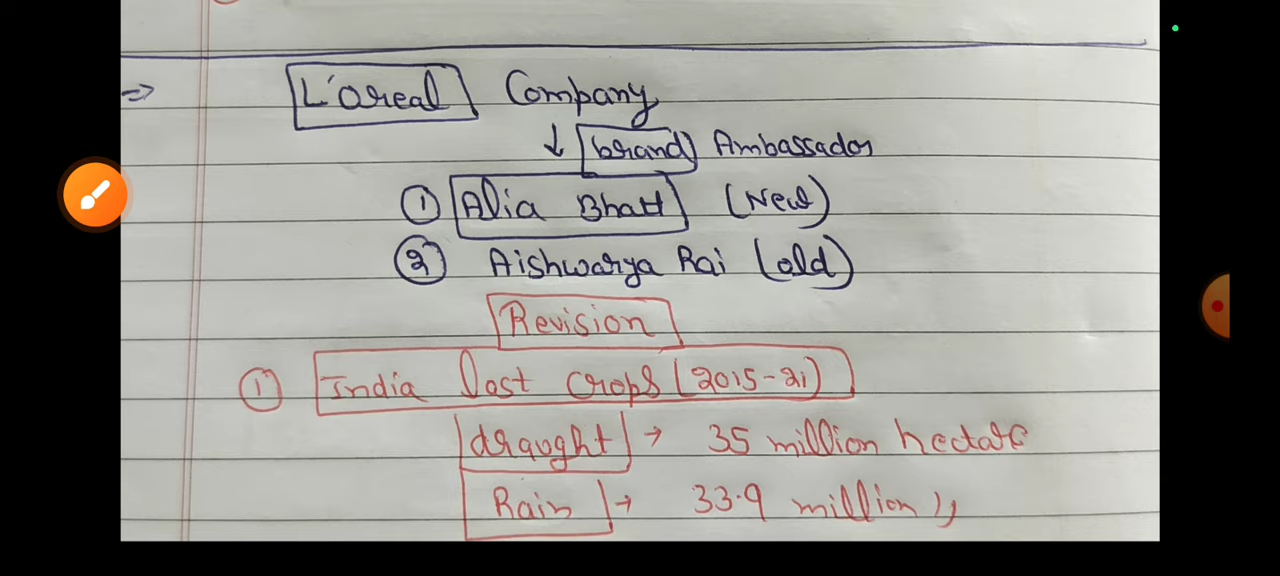 ⇒ L'oreal Company
↓ brand Ambassador
① Alia Bhatt (New)
② Aishwarya Rai (old)
Revision
① India lost crops (2015-21)
draught → 35 million hectare
Rain → 33.9 million 〃